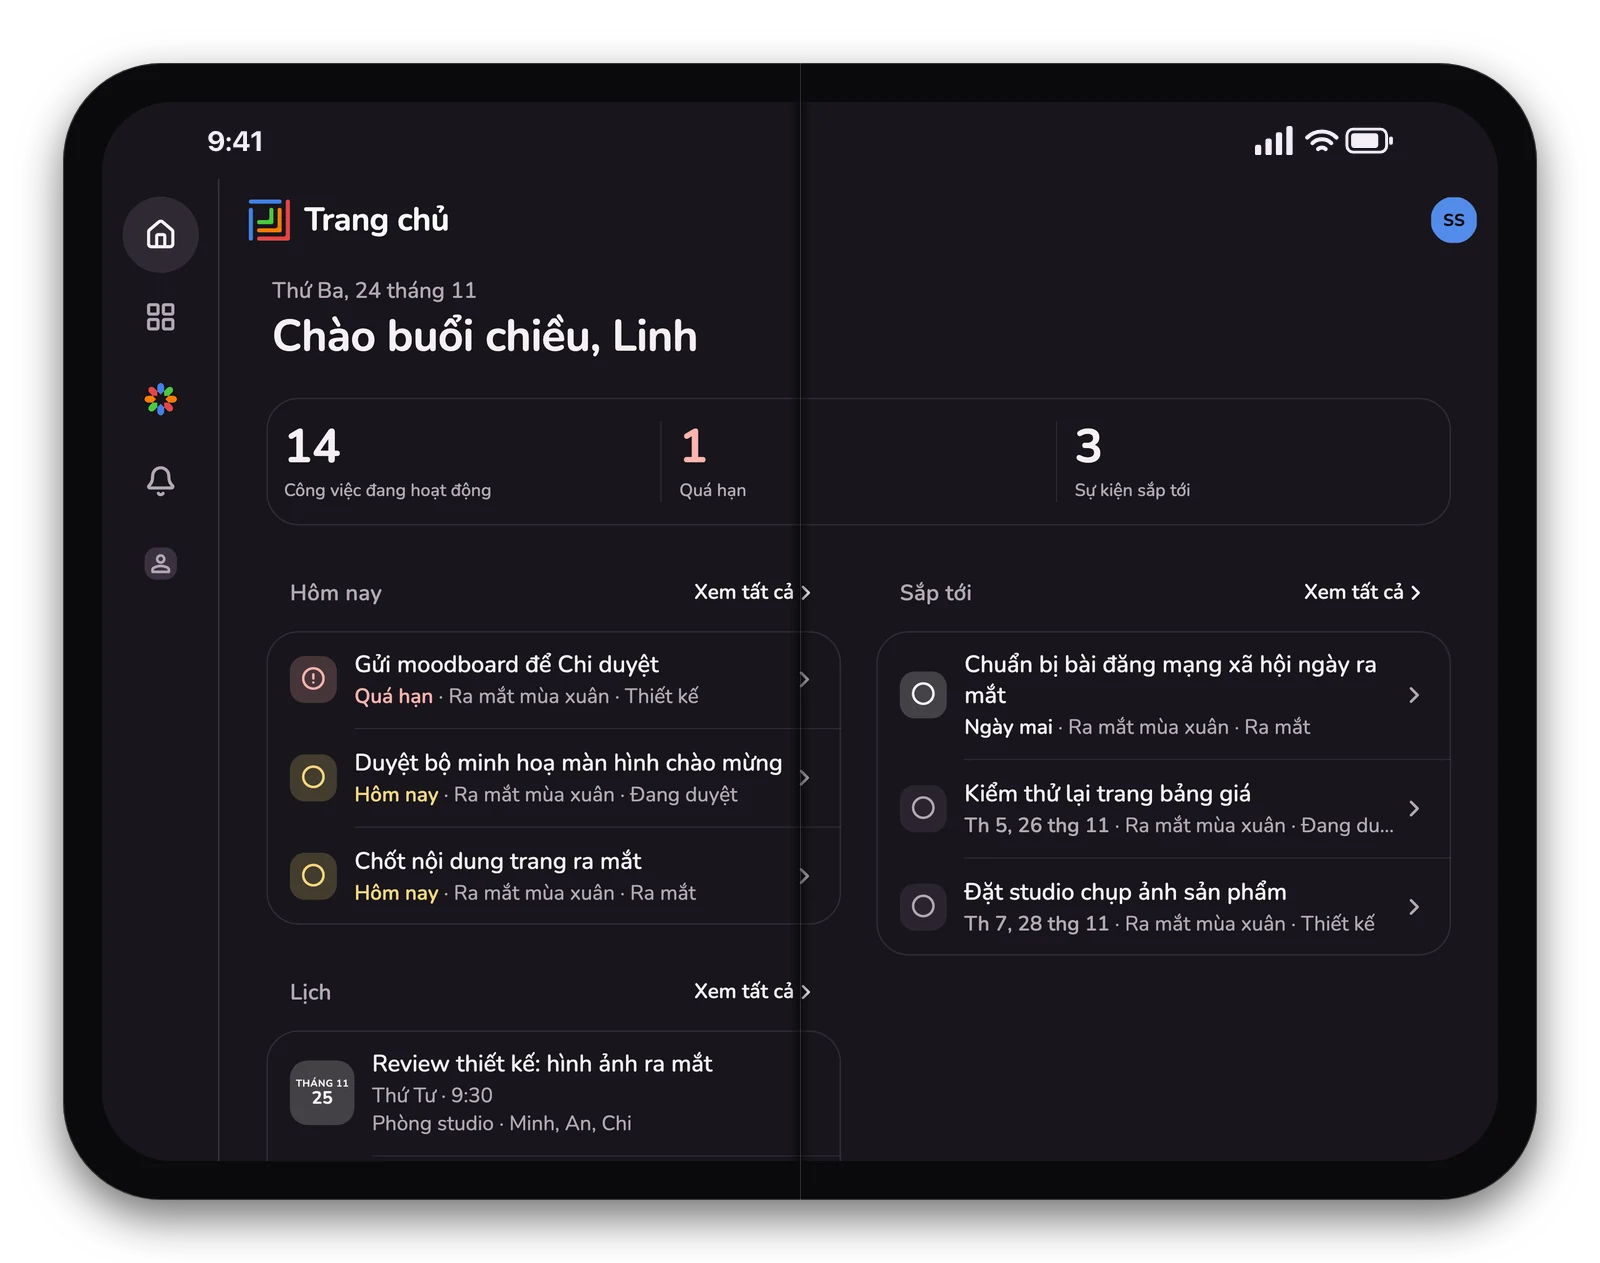 9:41
Trang chủ
SS
Thứ Ba, 24 tháng 11
Chào buổi chiều, Linh
14
Công việc đang hoạt động
1
Quá hạn
3
Sự kiện sắp tới
Hôm nay
Xem tất cả
Gửi moodboard để Chi duyệt
Quá hạn · Ra mắt mùa xuân · Thiết kế
Duyệt bộ minh hoạ màn hình chào mừng
Hôm nay · Ra mắt mùa xuân · Đang duyệt
Chốt nội dung trang ra mắt
Hôm nay · Ra mắt mùa xuân · Ra mắt
Sắp tới
Xem tất cả
Chuẩn bị bài đăng mạng xã hội ngày ra
mắt
Ngày mai · Ra mắt mùa xuân · Ra mắt
Kiểm thử lại trang bảng giá
Th 5, 26 thg 11 · Ra mắt mùa xuân · Đang du...
Đặt studio chụp ảnh sản phẩm
Th 7, 28 thg 11 · Ra mắt mùa xuân · Thiết kế
Lịch
Xem tất cả
THÁNG 11
25
Review thiết kế: hình ảnh ra mắt
Thứ Tư · 9:30
Phòng studio · Minh, An, Chi